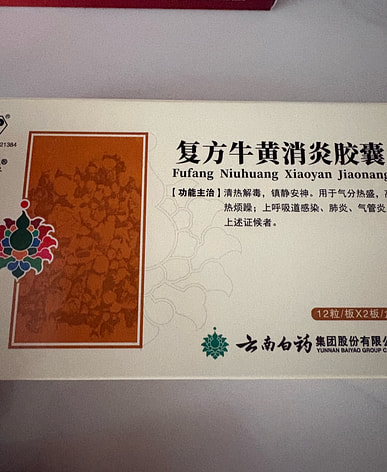 21384
®
复方牛黄消炎胶囊
Fufang Niuhuang Xiaoyan Jiaonang
【功能主治】清热解毒，镇静安神。用于气分热盛，高
热烦躁；上呼吸道感染、肺炎、气管炎
上述证候者。
12粒/板X2板/
云南白药 集团股份有限公
YUNNAN BAIYAO GROUP C